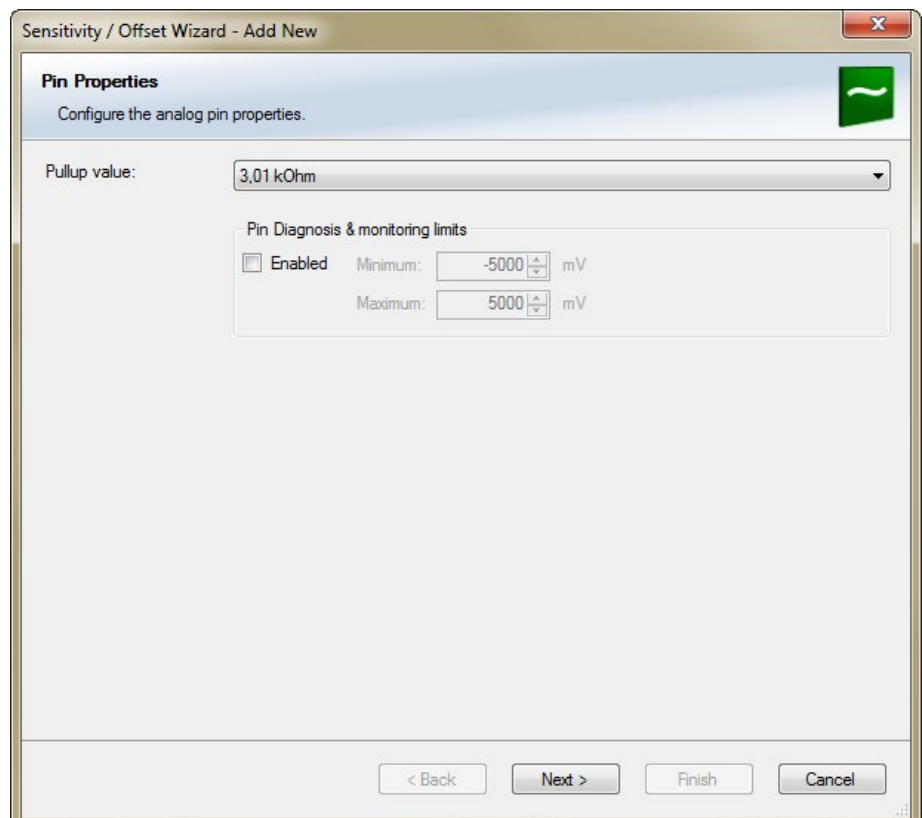 Sensitivity / Offset Wizard - Add New
Pin Properties
Configure the analog pin properties.
Pullup value: 3,01 kOhm
Pin Diagnosis & monitoring limits
Enabled Minimum: -5000 mV
Maximum: 5000 mV
< Back Next > Finish Cancel